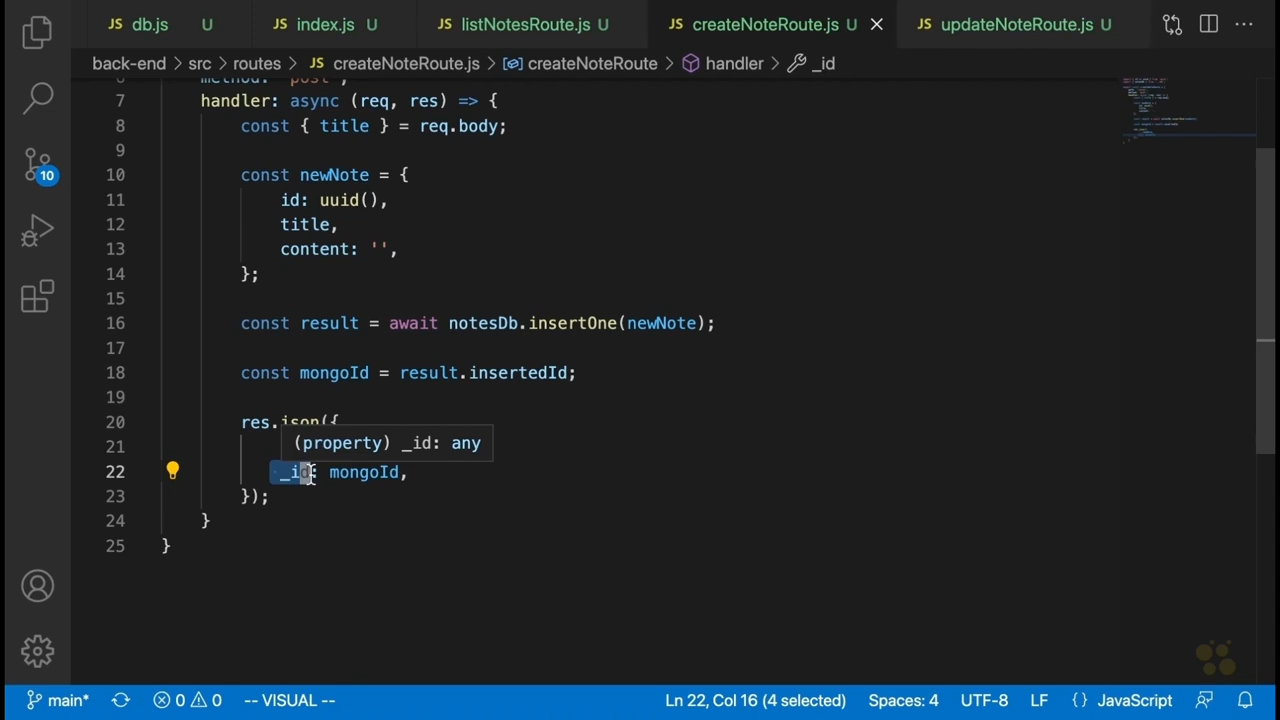 JS db.js U JS index.js U JS listNotesRoute.js U JS createNoteRoute.js U JS updateNoteRoute.js U
back-end > src > routes > JS createNoteRoute.js > createNoteRoute > handler > _id
6 method: 'post',
7 handler: async (req, res) => {
8 const { title } = req.body;
9
10 const newNote = {
11 id: uuid(),
12 title,
13 content: '',
14 };
15
16 const result = await notesDb.insertOne(newNote);
17
18 const mongoId = result.insertedId;
19
20 res.json({
21 (property) _id: any
22 _id: mongoId,
23 });
24 }
25 }
10
main* 0 0 -- VISUAL -- Ln 22, Col 16 (4 selected) Spaces: 4 UTF-8 LF {} JavaScript